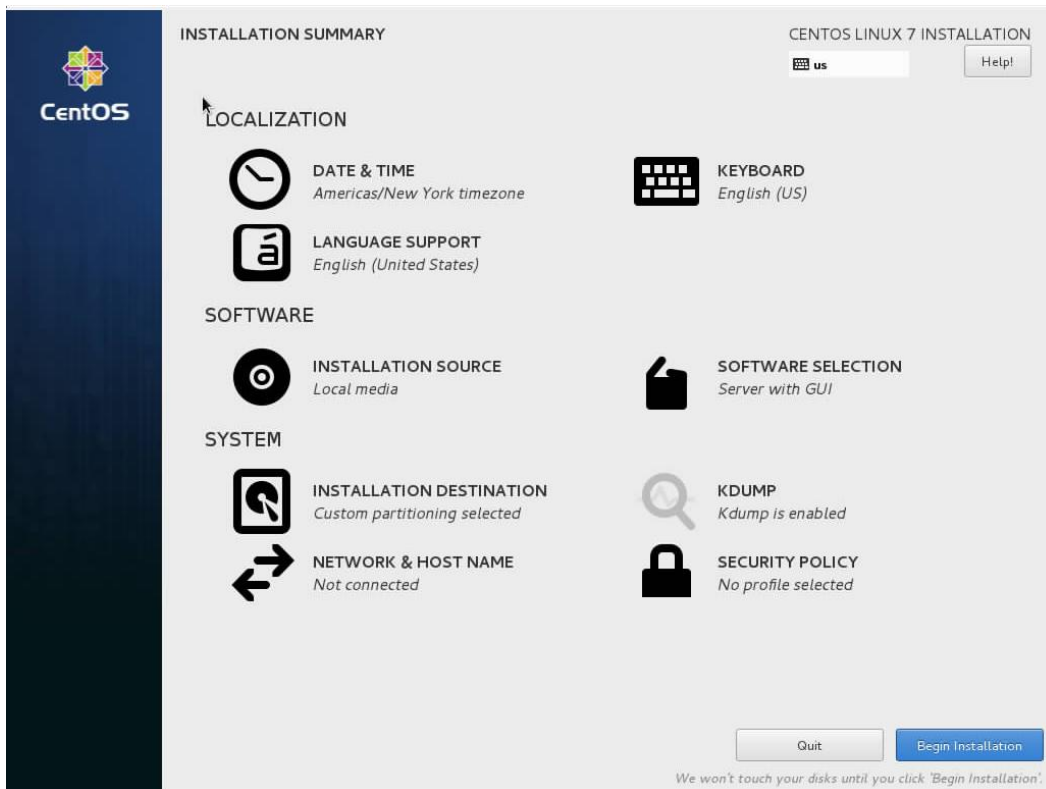 INSTALLATION SUMMARY
CENTOS LINUX 7 INSTALLATION
us
Help!
CentOS
LOCALIZATION
DATE & TIME
Americas/New York timezone
KEYBOARD
English (US)
á
LANGUAGE SUPPORT
English (United States)
SOFTWARE
INSTALLATION SOURCE
Local media
SOFTWARE SELECTION
Server with GUI
SYSTEM
INSTALLATION DESTINATION
Custom partitioning selected
KDUMP
Kdump is enabled
NETWORK & HOST NAME
Not connected
SECURITY POLICY
No profile selected
Quit
Begin Installation
We won't touch your disks until you click 'Begin Installation'.